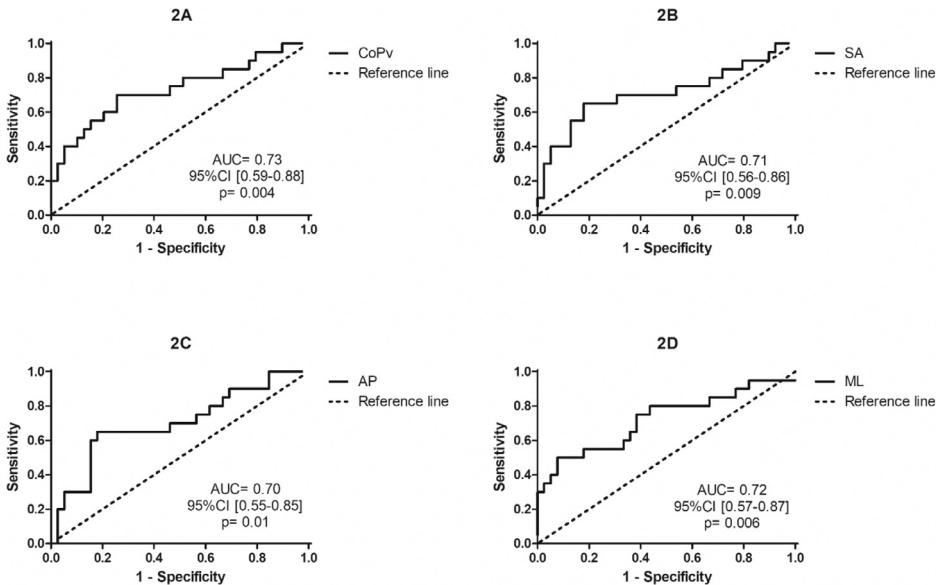 2A
1.0
0.8
0.6
0.4
0.2
0.0
Sensitivity
0.0 0.2 0.4 0.6 0.8 1.0
1 - Specificity
CoPv
Reference line
AUC= 0.73
95%CI [0.59-0.88]
p= 0.004
2B
1.0
0.8
0.6
0.4
0.2
0.0
Sensitivity
0.0 0.2 0.4 0.6 0.8 1.0
1 - Specificity
SA
Reference line
AUC= 0.71
95%CI [0.56-0.86]
p= 0.009
2C
1.0
0.8
0.6
0.4
0.2
0.0
Sensitivity
0.0 0.2 0.4 0.6 0.8 1.0
1 - Specificity
AP
Reference line
AUC= 0.70
95%CI [0.55-0.85]
p= 0.01
2D
1.0
0.8
0.6
0.4
0.2
0.0
Sensitivity
0.0 0.2 0.4 0.6 0.8 1.0
1 - Specificity
ML
Reference line
AUC= 0.72
95%CI [0.57-0.87]
p= 0.006